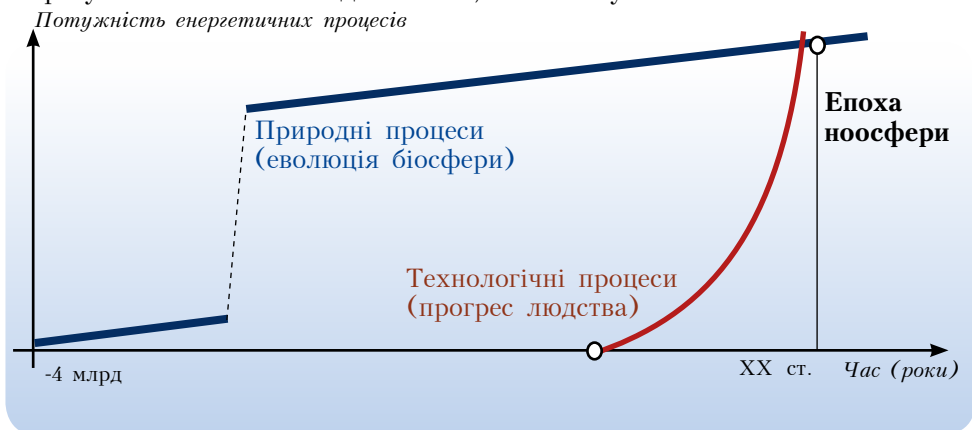 Потужність енергетичних процесів
Природні процеси
(еволюція біосфери)
Епоха
ноосфери
Технологічні процеси
(прогрес людства)
-4 млрд
XX ст.
Час (роки)